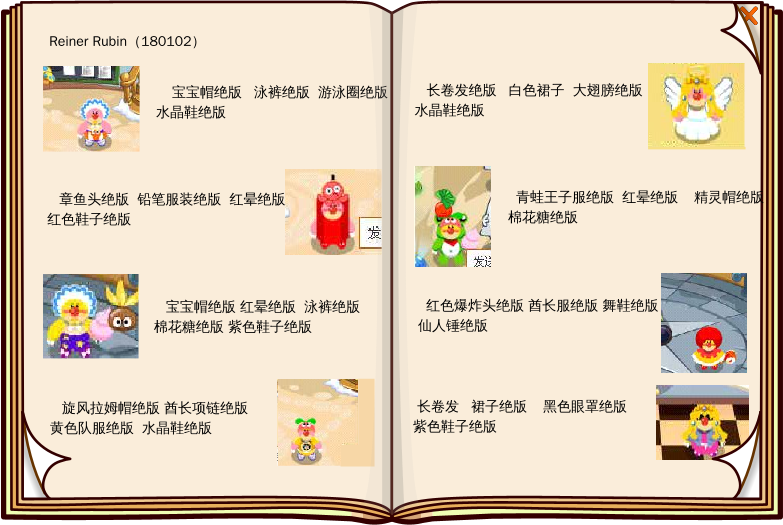 Reiner Rubin（180102）
宝宝帽绝版 泳裤绝版 游泳圈绝版
水晶鞋绝版
章鱼头绝版 铅笔服装绝版 红晕绝版
红色鞋子绝版
发
宝宝帽绝版 红晕绝版 泳裤绝版
棉花糖绝版 紫色鞋子绝版
旋风拉姆帽绝版 酋长项链绝版
黄色队服绝版 水晶鞋绝版
长卷发绝版 白色裙子 大翅膀绝版
水晶鞋绝版
青蛙王子服绝版 红晕绝版 精灵帽绝版
棉花糖绝版
发送
红色爆炸头绝版 酋长服绝版 舞鞋绝版
仙人锤绝版
长卷发 裙子绝版 黑色眼罩绝版
紫色鞋子绝版